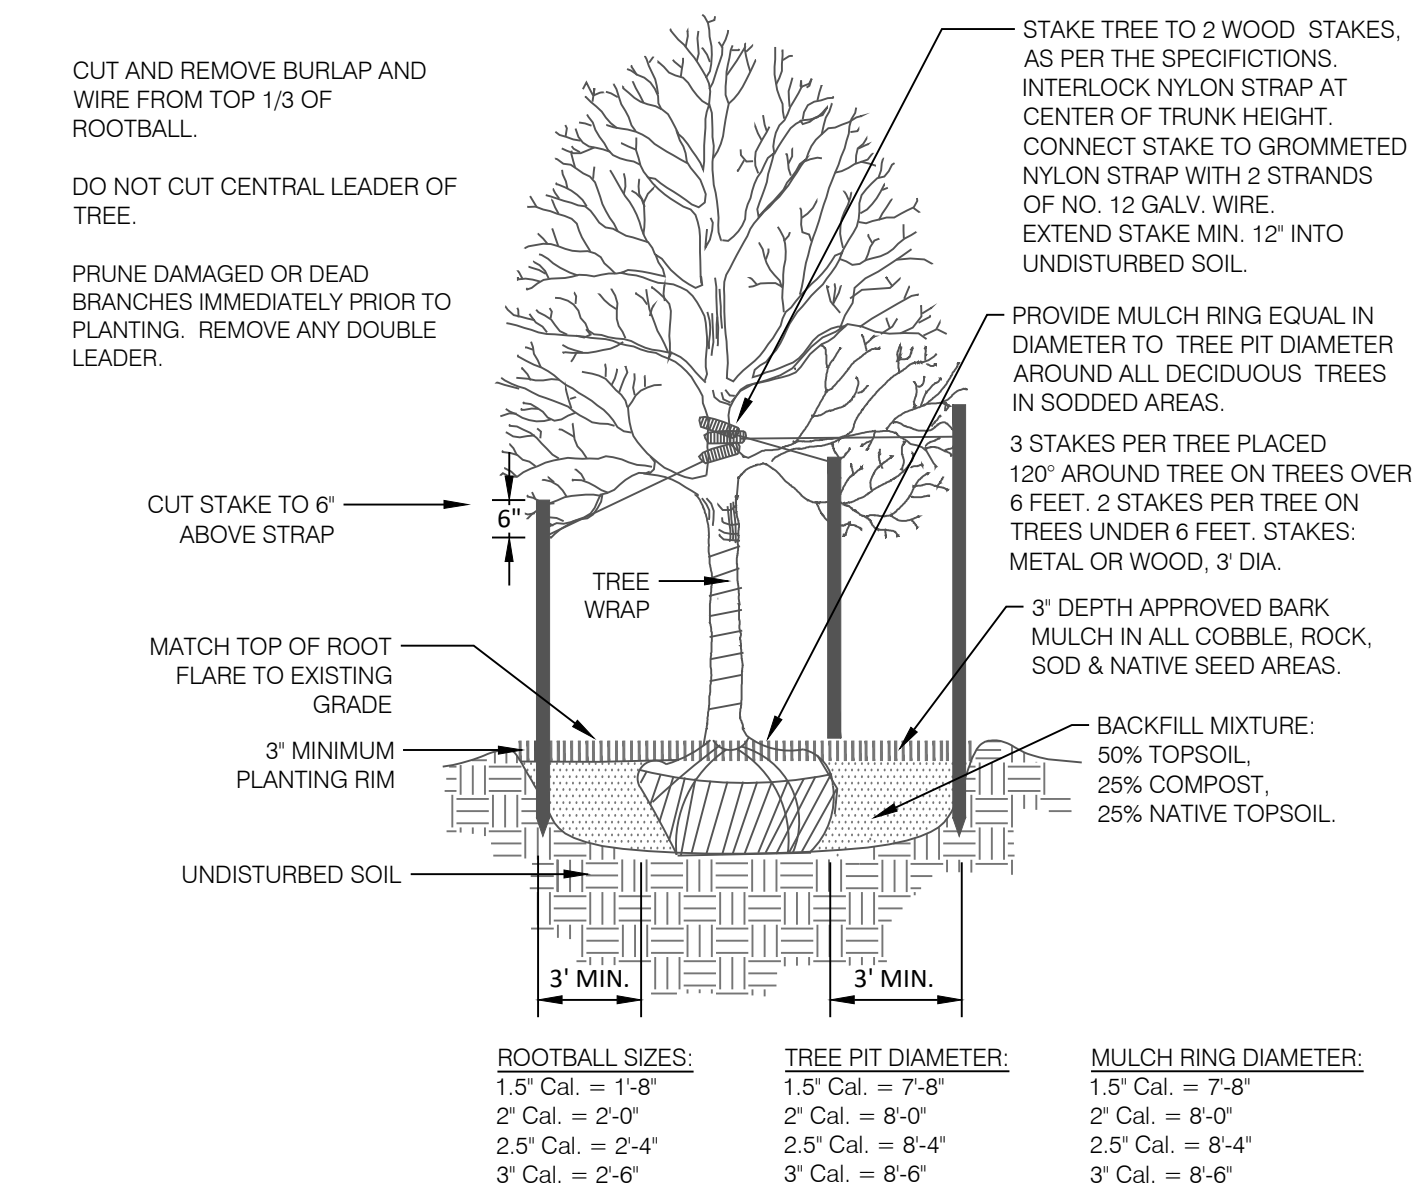 CUT AND REMOVE BURLAP AND
WIRE FROM TOP 1/3 OF
ROOTBALL.
DO NOT CUT CENTRAL LEADER OF
TREE.
PRUNE DAMAGED OR DEAD
BRANCHES IMMEDIATELY PRIOR TO
PLANTING. REMOVE ANY DOUBLE
LEADER.
CUT STAKE TO 6"
ABOVE STRAP
6"
TREE
WRAP
MATCH TOP OF ROOT
FLARE TO EXISTING
GRADE
3" MINIMUM
PLANTING RIM
UNDISTURBED SOIL
STAKE TREE TO 2 WOOD STAKES,
AS PER THE SPECIFICTIONS.
INTERLOCK NYLON STRAP AT
CENTER OF TRUNK HEIGHT.
CONNECT STAKE TO GROMMETED
NYLON STRAP WITH 2 STRANDS
OF NO. 12 GALV. WIRE.
EXTEND STAKE MIN. 12" INTO
UNDISTURBED SOIL.
PROVIDE MULCH RING EQUAL IN
DIAMETER TO TREE PIT DIAMETER
AROUND ALL DECIDUOUS TREES
IN SODDED AREAS.
3 STAKES PER TREE PLACED
120° AROUND TREE ON TREES OVER
6 FEET. 2 STAKES PER TREE ON
TREES UNDER 6 FEET. STAKES:
METAL OR WOOD, 3' DIA.
3" DEPTH APPROVED BARK
MULCH IN ALL COBBLE, ROCK,
SOD & NATIVE SEED AREAS.
BACKFILL MIXTURE:
50% TOPSOIL,
25% COMPOST,
25% NATIVE TOPSOIL.
3' MIN.
3' MIN.
ROOTBALL SIZES:
1.5" Cal. = 1'-8"
2" Cal. = 2'-0"
2.5" Cal. = 2'-4"
3" Cal. = 2'-6"
TREE PIT DIAMETER:
1.5" Cal. = 7'-8"
2" Cal. = 8'-0"
2.5" Cal. = 8'-4"
3" Cal. = 8'-6"
MULCH RING DIAMETER:
1.5" Cal. = 7'-8"
2" Cal. = 8'-0"
2.5" Cal. = 8'-4"
3" Cal. = 8'-6"